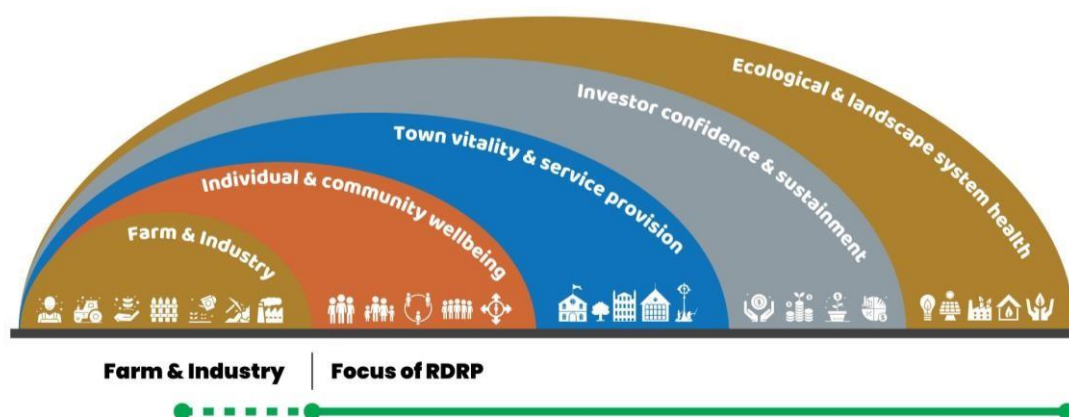 Ecological & landscape system health
Investor confidence & sustainment
Town vitality & service provision
Individual & community wellbeing
Farm & Industry
Farm & Industry
Focus of RDRP